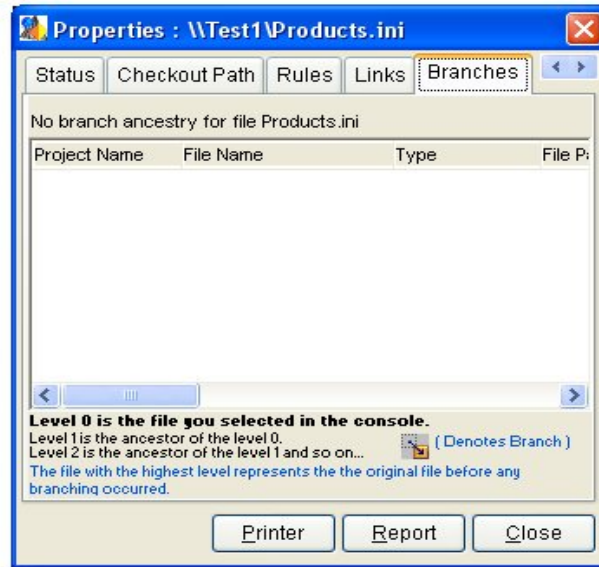 Properties : \\Test1\Products.ini
Status Checkout Path Rules Links Branches
No branch ancestry for file Products.ini
Project Name File Name Type File Pa
Level 0 is the file you selected in the console.
Level 1 is the ancestor of the level 0.
Level 2 is the ancestor of the level 1 and so on...
( Denotes Branch )
The file with the highest level represents the the original file before any
branching occurred.
Printer Report Close